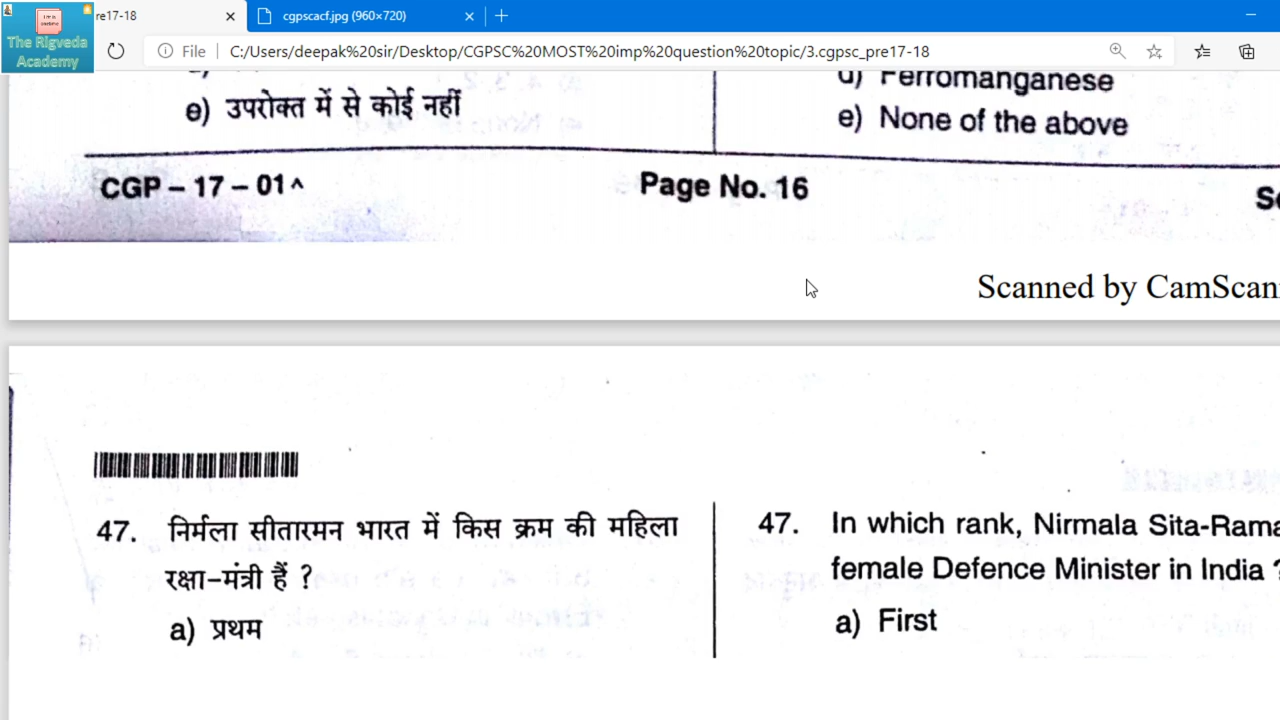 re17-18
cgpscacf.jpg (960×720)
The Rigveda
Academy
File
C:/Users/deepak%20sir/Desktop/CGPSC%20MOST%20imp%20question%20topic/3.cgpsc_pre17-18
e) उपरोक्त में से कोई नहीं
d) Ferromanganese
e) None of the above
CGP – 17 – 01^
Page No. 16
Scanned by CamScan
47. निर्मला सीतारमन भारत में किस क्रम की महिला
रक्षा-मंत्री हैं ?
a) प्रथम
47. In which rank, Nirmala Sita-Rama
female Defence Minister in India ?
a) First